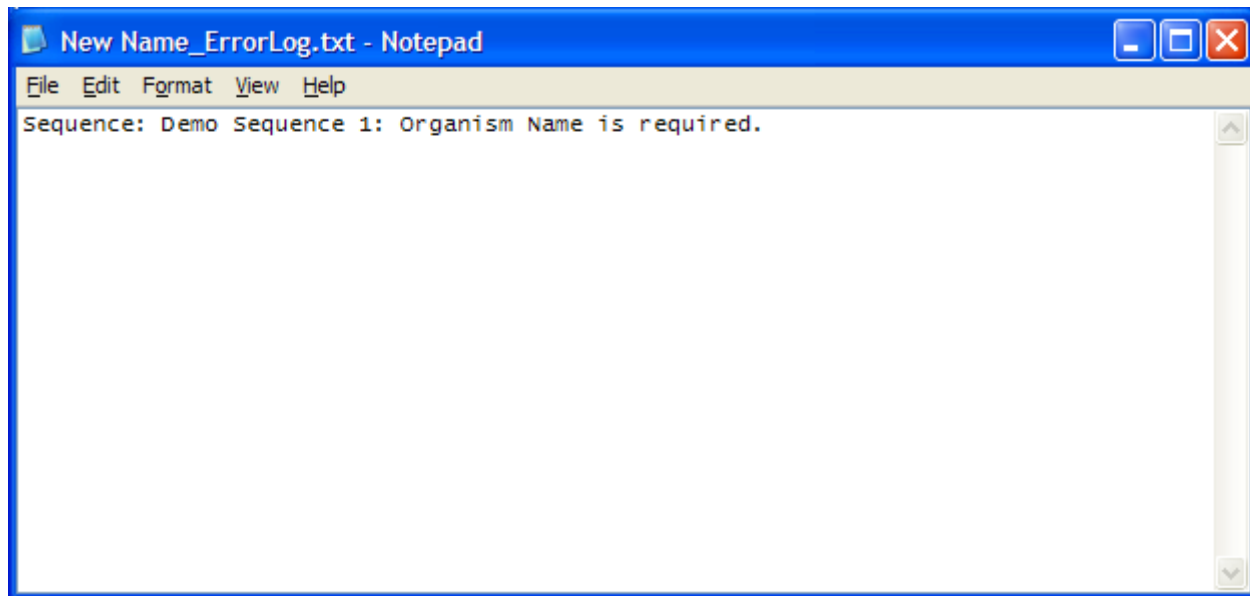 New Name_ErrorLog.txt - Notepad
File Edit Format View Help
Sequence: Demo Sequence 1: Organism Name is required.